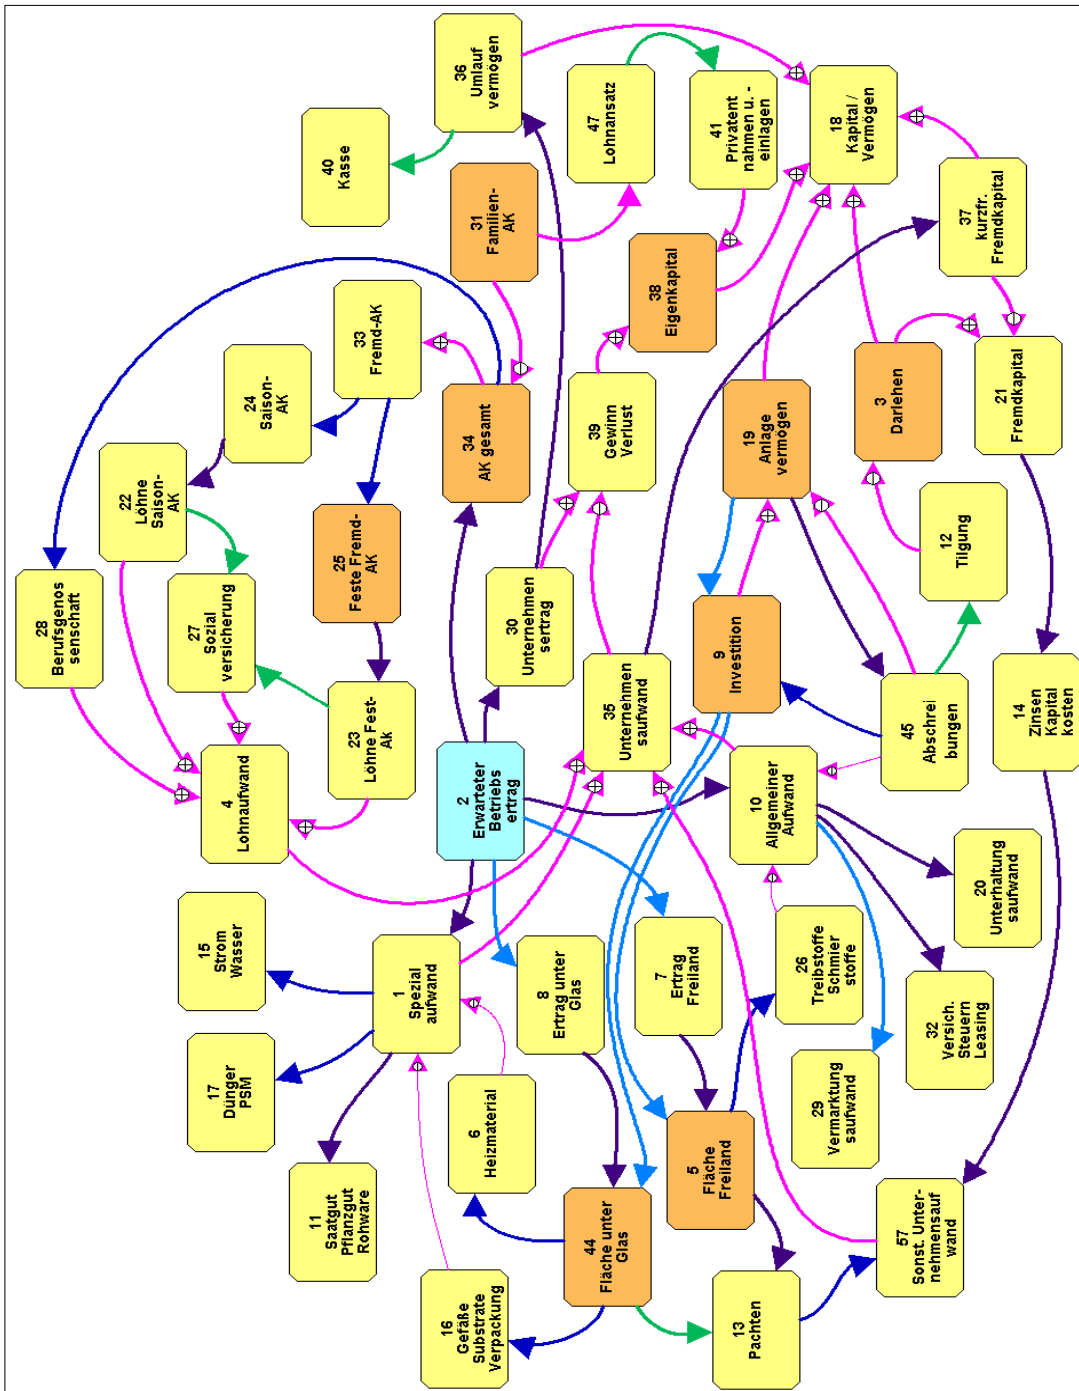 28
Berufsgenos
senschaft
22
Löhne
Saison-
AK
17
Dünger
PSM
15
Strom
Wasser
27
Sozial
versicherung
4
Lohnaufwand
24
Saison-
AK
11
Saatgut
Pflanzgut
Rohware
40
Kasse
23
Löhne Fest-
Ak
25
Feste Fremd-
AK
33
Fremd-AK
1
Spezial
aufwand
16
Gefäße
Substrate
Verpackung
6
Heizmaterial
2
Erwarteter
Betriebs
ertrag
34
AK gesamt
31
Familien-
AK
36
Umlauf
vermögen
30
Unternehmen
sertrag
8
Ertrag unter
Glas
44
Fläche unter
Glas
35
Unternehmen
saufwand
39
Gewinn
Verlust
47
Lohnansatz
7
Ertrag
Freiland
38
Eigenkapital
5
Fläche
Freiland
9
Investition
41
Privatent
nahmen u. -
einlagen
13
Pachten
10
Allgemeiner
Aufwand
19
Anlage
vermögen
26
Treibstoffe
Schmier
stoffe
29
Vermarktung
saufwand
18
Kapital /
Vermögen
3
Darlehen
57
Sonst. Unter-
nehmensauf
wand
45
Abschrei
bungen
32
Versich.
Steuern
Leasing
12
Tilgung
37
kurzfr.
Fremdkapital
20
Unterhaltung
saufwand
21
Fremdkapital
14
Zinsen
Kapital
kosten